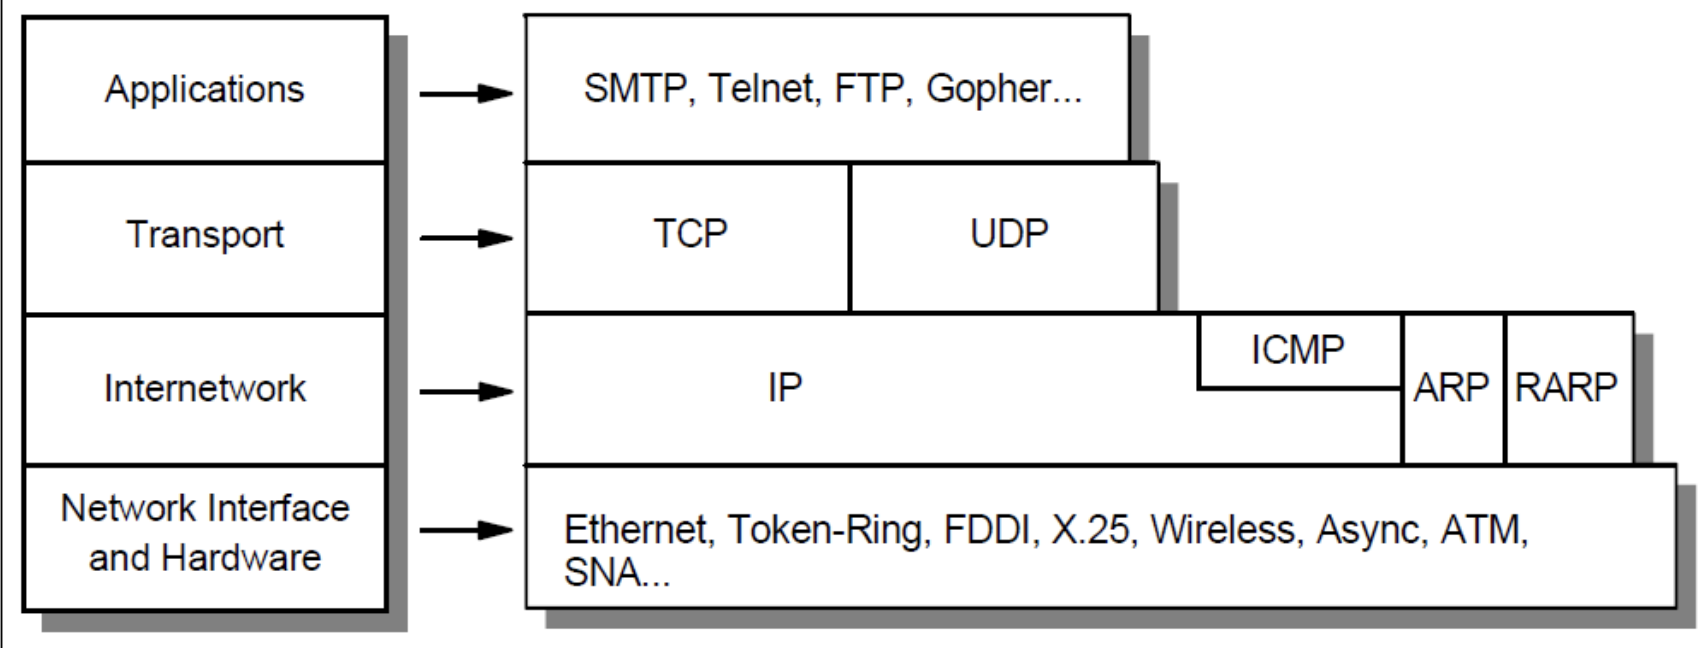 Applications
SMTP, Telnet, FTP, Gopher...
Transport
TCP
UDP
Internetwork
IP
ICMP
ARP
RARP
Network Interface
and Hardware
Ethernet, Token-Ring, FDDI, X.25, Wireless, Async, ATM,
SNA...